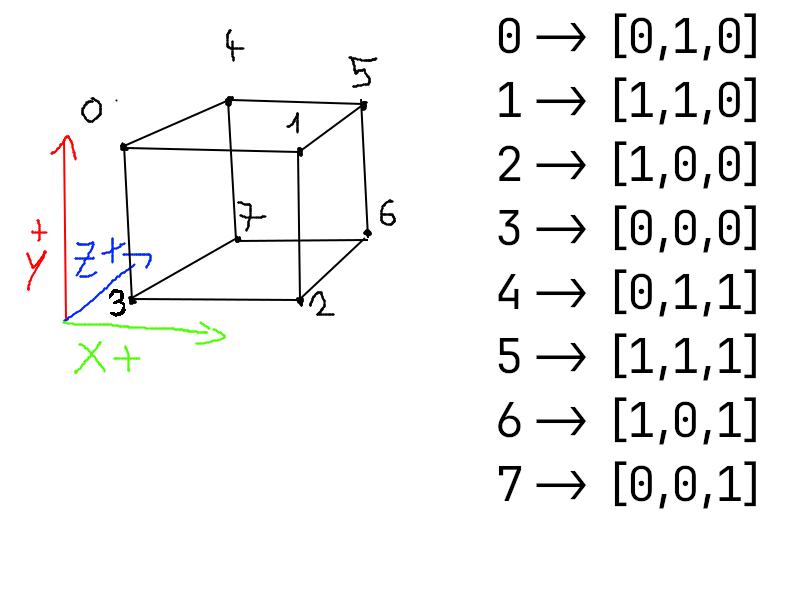 4
5
0
1
7
6
+
y
z+
3
2
x+
0 → [0,1,0]
1 → [1,1,0]
2 → [1,0,0]
3 → [0,0,0]
4 → [0,1,1]
5 → [1,1,1]
6 → [1,0,1]
7 → [0,0,1]